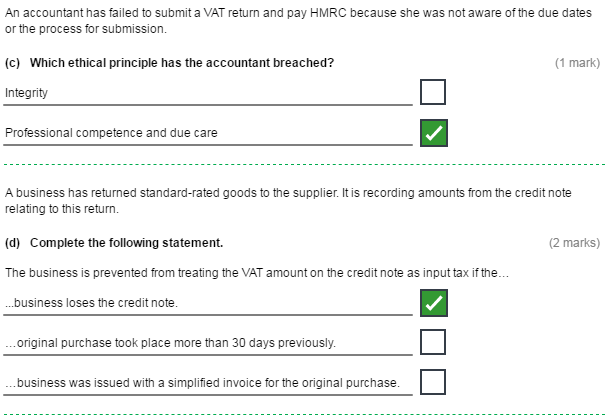 An accountant has failed to submit a VAT return and pay HMRC because she was not aware of the due dates
or the process for submission.
(c) Which ethical principle has the accountant breached? (1 mark)
Integrity
Professional competence and due care
A business has returned standard-rated goods to the supplier. It is recording amounts from the credit note
relating to this return.
(d) Complete the following statement. (2 marks)
The business is prevented from treating the VAT amount on the credit note as input tax if the…
...business loses the credit note.
…original purchase took place more than 30 days previously.
…business was issued with a simplified invoice for the original purchase.